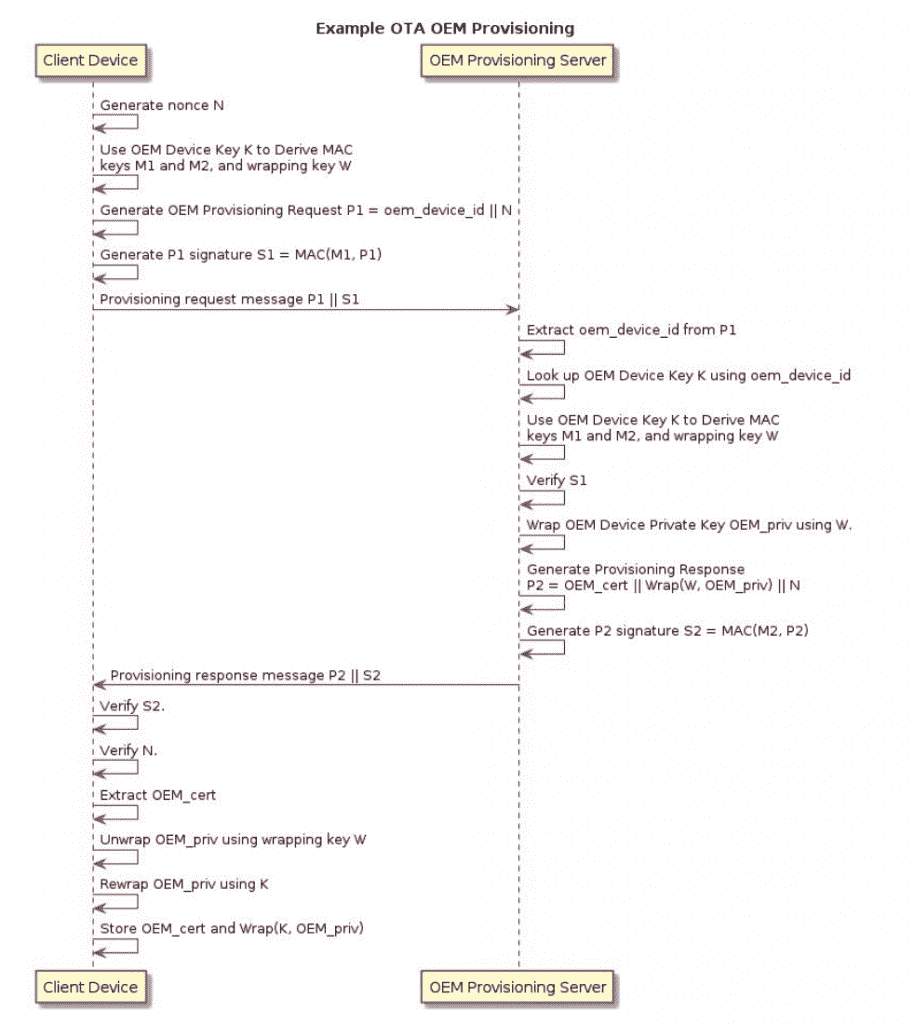 Example OTA OEM Provisioning
Client Device
OEM Provisioning Server
Generate nonce N
Use OEM Device Key K to Derive MAC
keys M1 and M2, and wrapping key W
Generate OEM Provisioning Request P1 = oem_device_id || N
Generate P1 signature S1 = MAC(M1, P1)
Provisioning request message P1 || S1
Extract oem_device_id from P1
Look up OEM Device Key K using oem_device_id
Use OEM Device Key K to Derive MAC
keys M1 and M2, and wrapping key W
Verify S1
Wrap OEM Device Private Key OEM_priv using W.
Generate Provisioning Response
P2 = OEM_cert || Wrap(W, OEM_priv) || N
Generate P2 signature S2 = MAC(M2, P2)
Provisioning response message P2 || S2
Verify S2.
Verify N.
Extract OEM_cert
Unwrap OEM_priv using wrapping key W
Rewrap OEM_priv using K
Store OEM_cert and Wrap(K, OEM_priv)
Client Device
OEM Provisioning Server